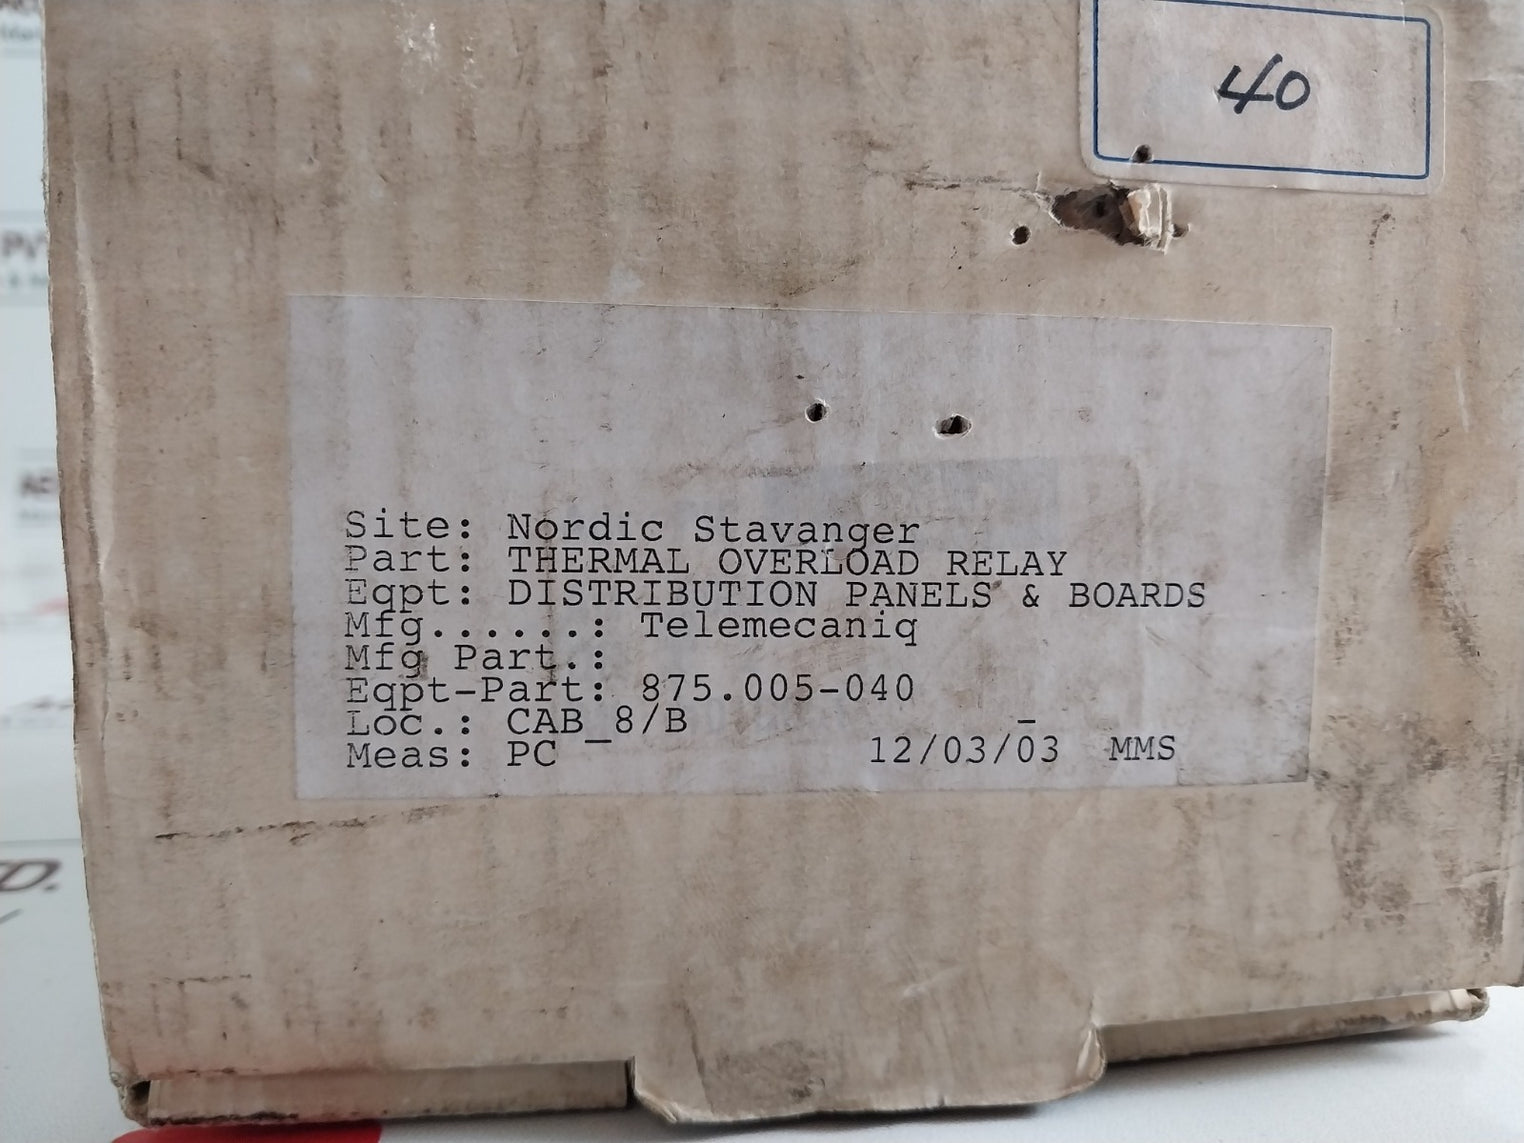 40
Site: Nordic Stavanger
Part: THERMAL OVERLOAD RELAY
Eqpt: DISTRIBUTION PANELS & BOARDS
Mfg......: Telemecaniq
Mfg Part.:
Eqpt-Part: 875.005-040
Loc.: CAB_8/B -
Meas: PC 12/03/03 MMS